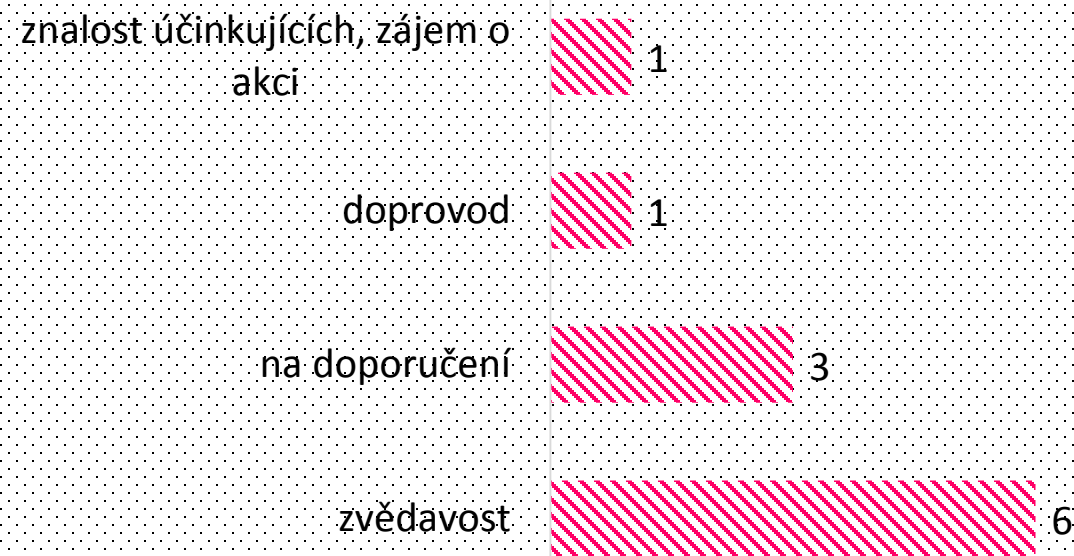 znalost účinkujících, zájem o
akci
1
doprovod
1
na doporučení
3
zvědavost
6